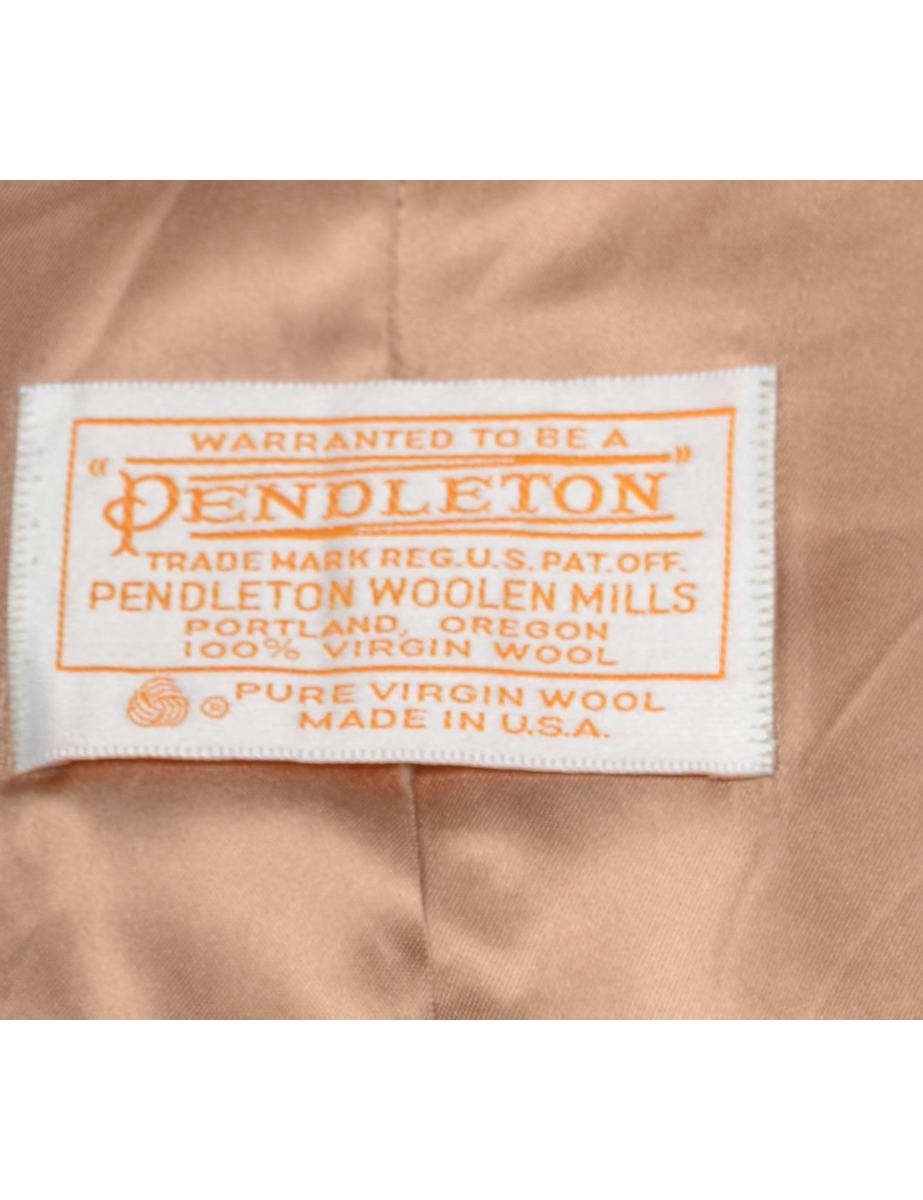 WARRANTED TO BE A
"PENDLETON"
TRADE MARK REG. U.S. PAT. OFF.
PENDLETON WOOLEN MILLS
PORTLAND, OREGON
100% VIRGIN WOOL
® PURE VIRGIN WOOL
MADE IN U.S.A.